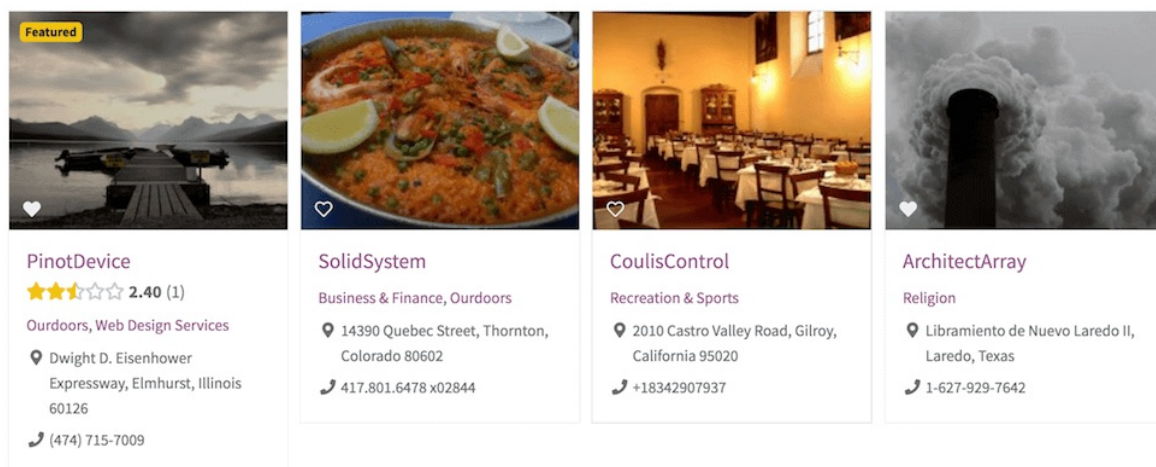 Featured
PinotDevice
2.40 (1)
Ourdoors, Web Design Services
Dwight D. Eisenhower
Expressway, Elmhurst, Illinois
60126
(474) 715-7009
SolidSystem
Business & Finance, Ourdoors
14390 Quebec Street, Thornton,
Colorado 80602
417.801.6478 x02844
CoulisControl
Recreation & Sports
2010 Castro Valley Road, Gilroy,
California 95020
+18342907937
ArchitectArray
Religion
Libramiento de Nuevo Laredo II,
Laredo, Texas
1-627-929-7642